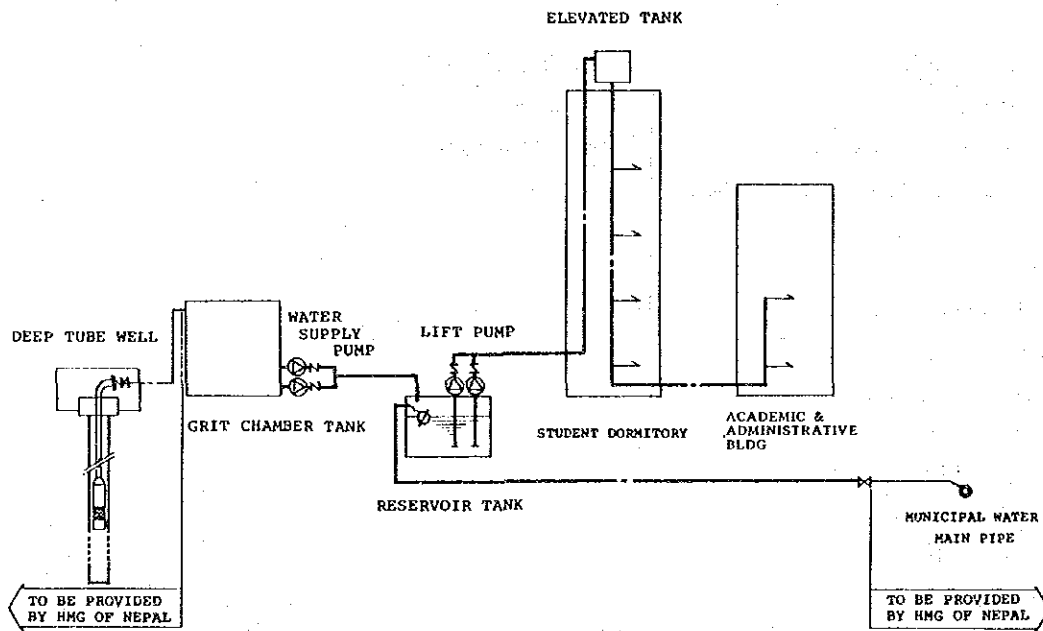 ELEVATED TANK
DEEP TUBE WELL
WATER
SUPPLY
PUMP
LIFT PUMP
GRIT CHAMBER TANK
STUDENT DORMITORY
ACADEMIC &
ADMINISTRATIVE
BLDG
RESERVOIR TANK
MUNICIPAL WATER
MAIN PIPE
TO BE PROVIDED
BY HMG OF NEPAL
TO BE PROVIDED
BY HMG OF NEPAL